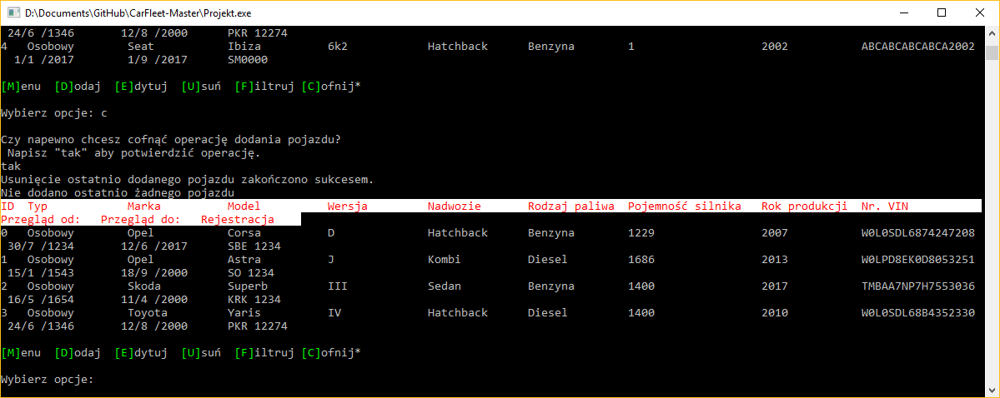 D:\Documents\GitHub\CarFleet-Master\Projekt.exe
24/6 /1346 12/8 /2000 PKR 12274
4 Osobowy Seat Ibiza 6k2 Hatchback Benzyna 1 2002 ABCABCABCABCA2002
1/1 /2017 1/9 /2017 SM0000
[M]enu [D]odaj [E]dytuj [U]suń [F]iltruj [C]ofnij*
Wybierz opcje: c
Czy napewno chcesz cofnąć operację dodania pojazdu?
Napisz "tak" aby potwierdzić operację.
tak
Usunięcie ostatnio dodanego pojazdu zakończono sukcesem.
Nie dodano ostatnio żadnego pojazdu
ID Typ Marka Model Wersja Nadwozie Rodzaj paliwa Pojemność silnika Rok produkcji Nr. VIN
Przegląd od: Przegląd do: Rejestracja
0 Osobowy Opel Corsa D Hatchback Benzyna 1229 2007 W0L0SDL6874247208
30/7 /1234 12/6 /2017 SBE 1234
1 Osobowy Opel Astra J Kombi Diesel 1686 2013 W0LPD8EK0D8053251
15/1 /1543 18/9 /2000 SO 1234
2 Osobowy Skoda Superb III Sedan Benzyna 1400 2017 TMBAA7NP7H7553036
16/5 /1654 11/4 /2000 KRK 1234
3 Osobowy Toyota Yaris IV Hatchback Diesel 1400 2010 W0L0SDL68B4352330
24/6 /1346 12/8 /2000 PKR 12274
[M]enu [D]odaj [E]dytuj [U]suń [F]iltruj [C]ofnij*
Wybierz opcje: